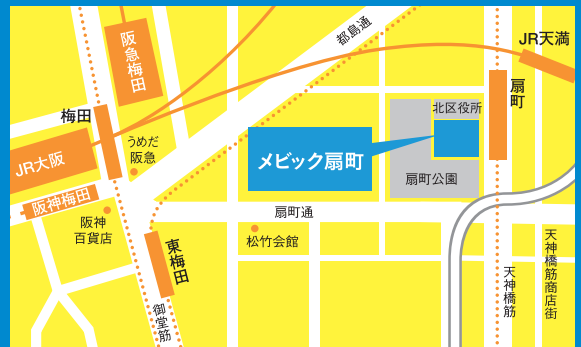 都島通
JR天満
阪急梅田
扇町
北区役所
梅田
うめだ
阪急
メビック扇町
JR大阪
扇町公園
阪神梅田
扇町通
阪神
百貨店
松竹会館
東梅田
御堂筋
天神橋筋
天神橋筋商店街